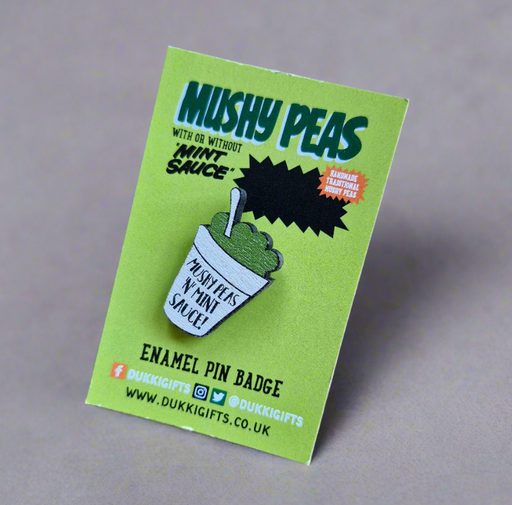 MUSHY PEAS
WITH OR WITHOUT
'MINT
SAUCE'
HANDMADE
TRADITIONAL
MUSHY PEAS
MUSHY PEAS
'N' MINT
SAUCE!
ENAMEL PIN BADGE
DUKKIGIFTS @DUKKIGIFTS
WWW.DUKKIGIFTS.CO.UK